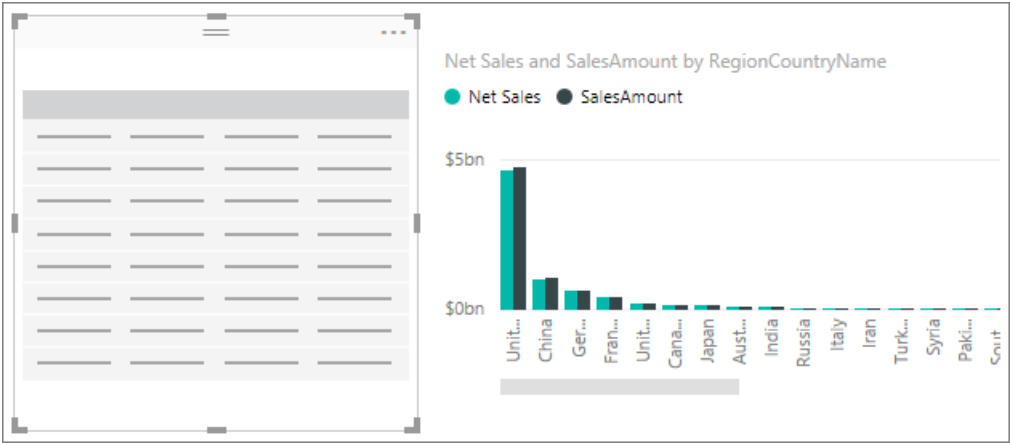 Net Sales and SalesAmount by RegionCountryName
Net Sales SalesAmount
$5bn
$0bn
Unit...
China
Ger...
Fran...
Unit...
Cana...
Japan
Aust...
India
Russia
Italy
Iran
Turk...
Syria
Paki...